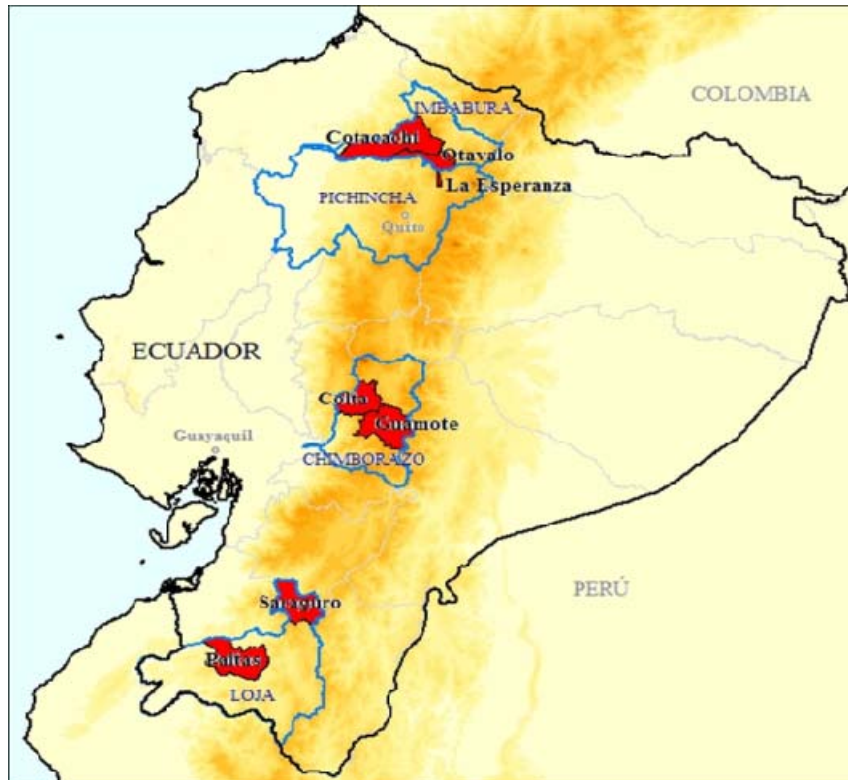 COLOMBIA
IMBABURA
Cotacachi
Otavalo
La Esperanza
PICHINCHA
Quito
ECUADOR
Colta
Guamote
Guayaquil
CHIMBORAZO
PERÚ
Saraguro
Paltas
LOJA